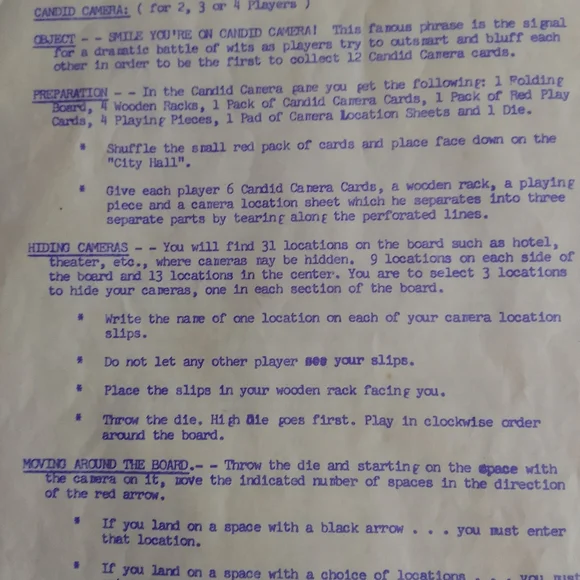 CANDID CAMERA: ( for 2, 3 or 4 Players )
OBJECT - - SMILE YOU'RE ON CANDID CAMERA! This famous phrase is the signal
for a dramatic battle of wits as players try to outsmart and bluff each
other in order to be the first to collect 12 Candid Camera cards.
PREPARATION - - In the Candid Camera game you get the following: 1 Folding
Board, 4 Wooden Racks, 1 Pack of Candid Camera Cards, 1 Pack of Red Play
Cards, 4 Playing Pieces, 1 Pad of Camera Location Sheets and 1 Die.
* Shuffle the small red pack of cards and place face down on the
"City Hall".
* Give each player 6 Candid Camera Cards, a wooden rack, a playing
piece and a camera location sheet which he separates into three
separate parts by tearing along the perforated lines.
HIDING CAMERAS - - You will find 31 locations on the board such as hotel,
theater, etc., where cameras may be hidden. 9 locations on each side of
the board and 13 locations in the center. You are to select 3 locations
to hide your cameras, one in each section of the board.
* Write the name of one location on each of your camera location
slips.
* Do not let any other player see your slips.
* Place the slips in your wooden rack facing you.
* Throw the die. High Die goes first. Play in clockwise order
around the board.
MOVING AROUND THE BOARD.- - Throw the die and starting on the space with
the camera on it, move the indicated number of spaces in the direction
of the red arrow.
* If you land on a space with a black arrow . . . you must enter
that location.
* If you land on a space with a choice of locations . . . you must